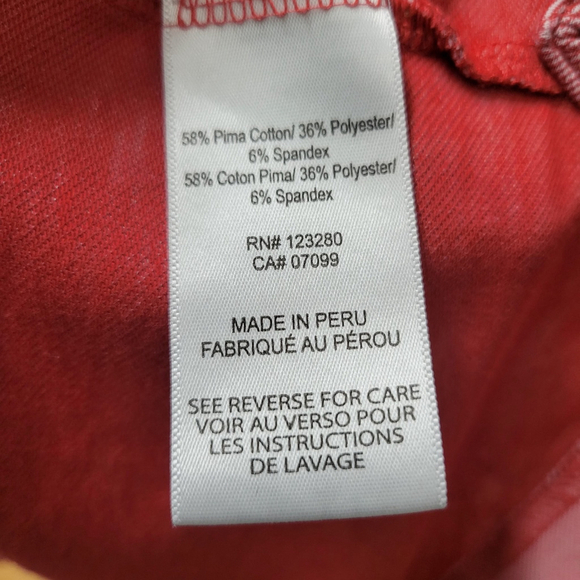 58% Pima Cotton/ 36% Polyester/
6% Spandex
58% Coton Pima/ 36% Polyester/
6% Spandex
RN# 123280
CA# 07099
MADE IN PERU
FABRIQUÉ AU PÉROU
SEE REVERSE FOR CARE
VOIR AU VERSO POUR
LES INSTRUCTIONS
DE LAVAGE